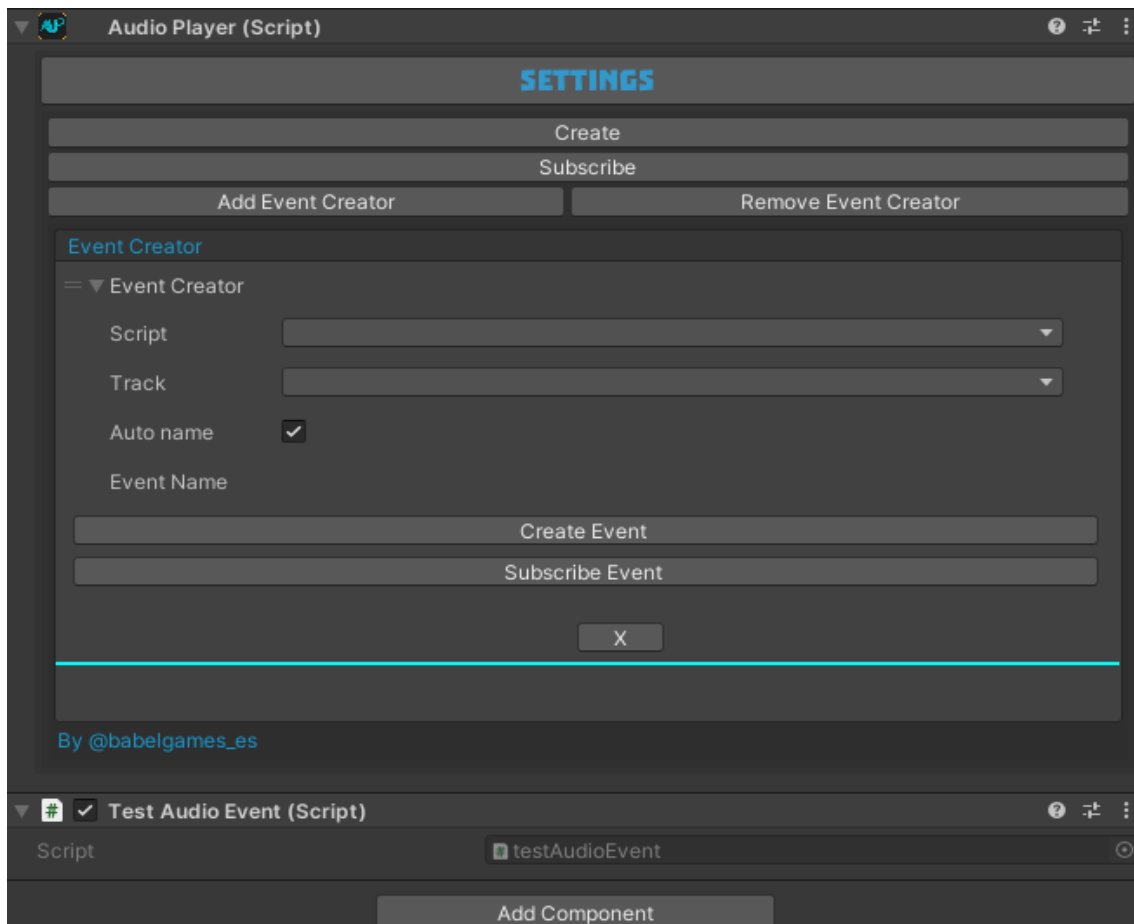 Audio Player (Script)
SETTINGS
Create
Subscribe
Add Event Creator Remove Event Creator
Event Creator
Event Creator
Script
Track
Auto name
Event Name
Create Event
Subscribe Event
X
By @babelgames_es
# Test Audio Event (Script)
Script testAudioEvent
Add Component